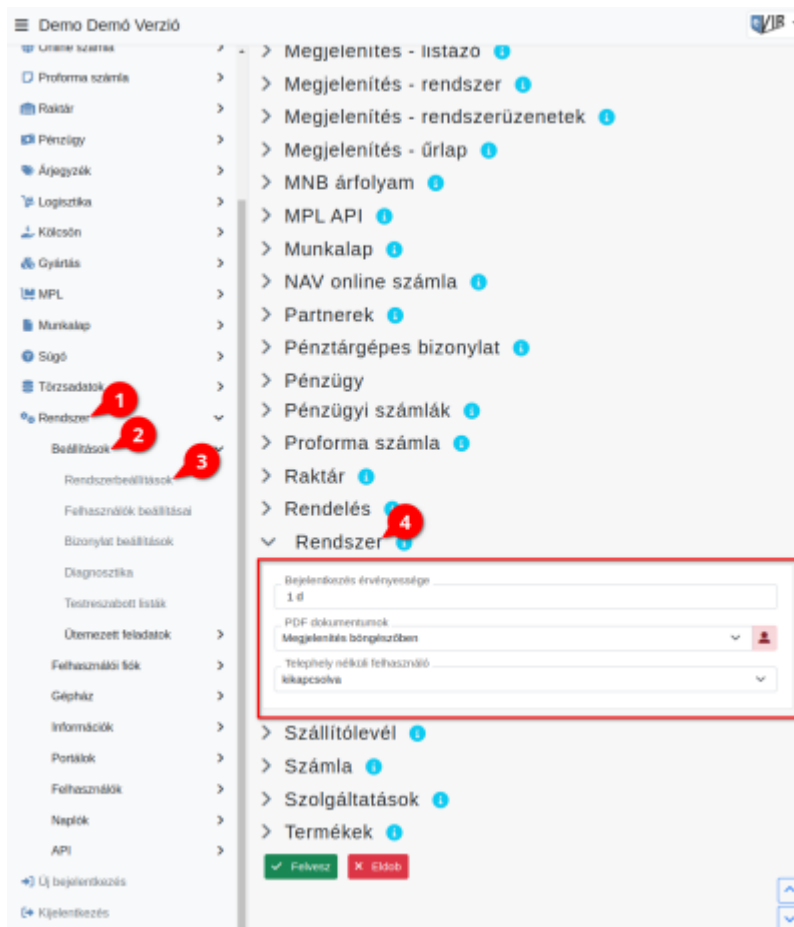 Demo Demó Verzió
VIR
Online számla
Proforma számla
Raktár
Pénzügy
Árjegyzék
Logisztika
Kölcsön
Gyártás
MPL
Munkalap
Súgó
Törzsadatok
Rendszer
1
Beállítások
2
Rendszerbeállítások
3
Felhasználók beállításai
Bizonylat beállítások
Diagnosztika
Testreszabott listák
Ütemezett feladatok
Felhasználói fiók
Gépház
Információk
Portálok
Felhasználók
Naplók
API
Új bejelentkezés
Kijelentkezés
Megjelenítés - listázó
Megjelenítés - rendszer
Megjelenítés - rendszerüzenetek
Megjelenítés - űrlap
MNB árfolyam
MPL API
Munkalap
NAV online számla
Partnerek
Pénztárgépes bizonylat
Pénzügy
Pénzügyi számlák
Proforma számla
Raktár
Rendelés
Rendszer
4
Bejelentkezés érvényessége
1 d
PDF dokumentumok
Megjelenítés böngészőben
Telephely nélküli felhasználó
kikapcsolva
Szállítólevél
Számla
Szolgáltatások
Termékek
Felvesz
Eldob